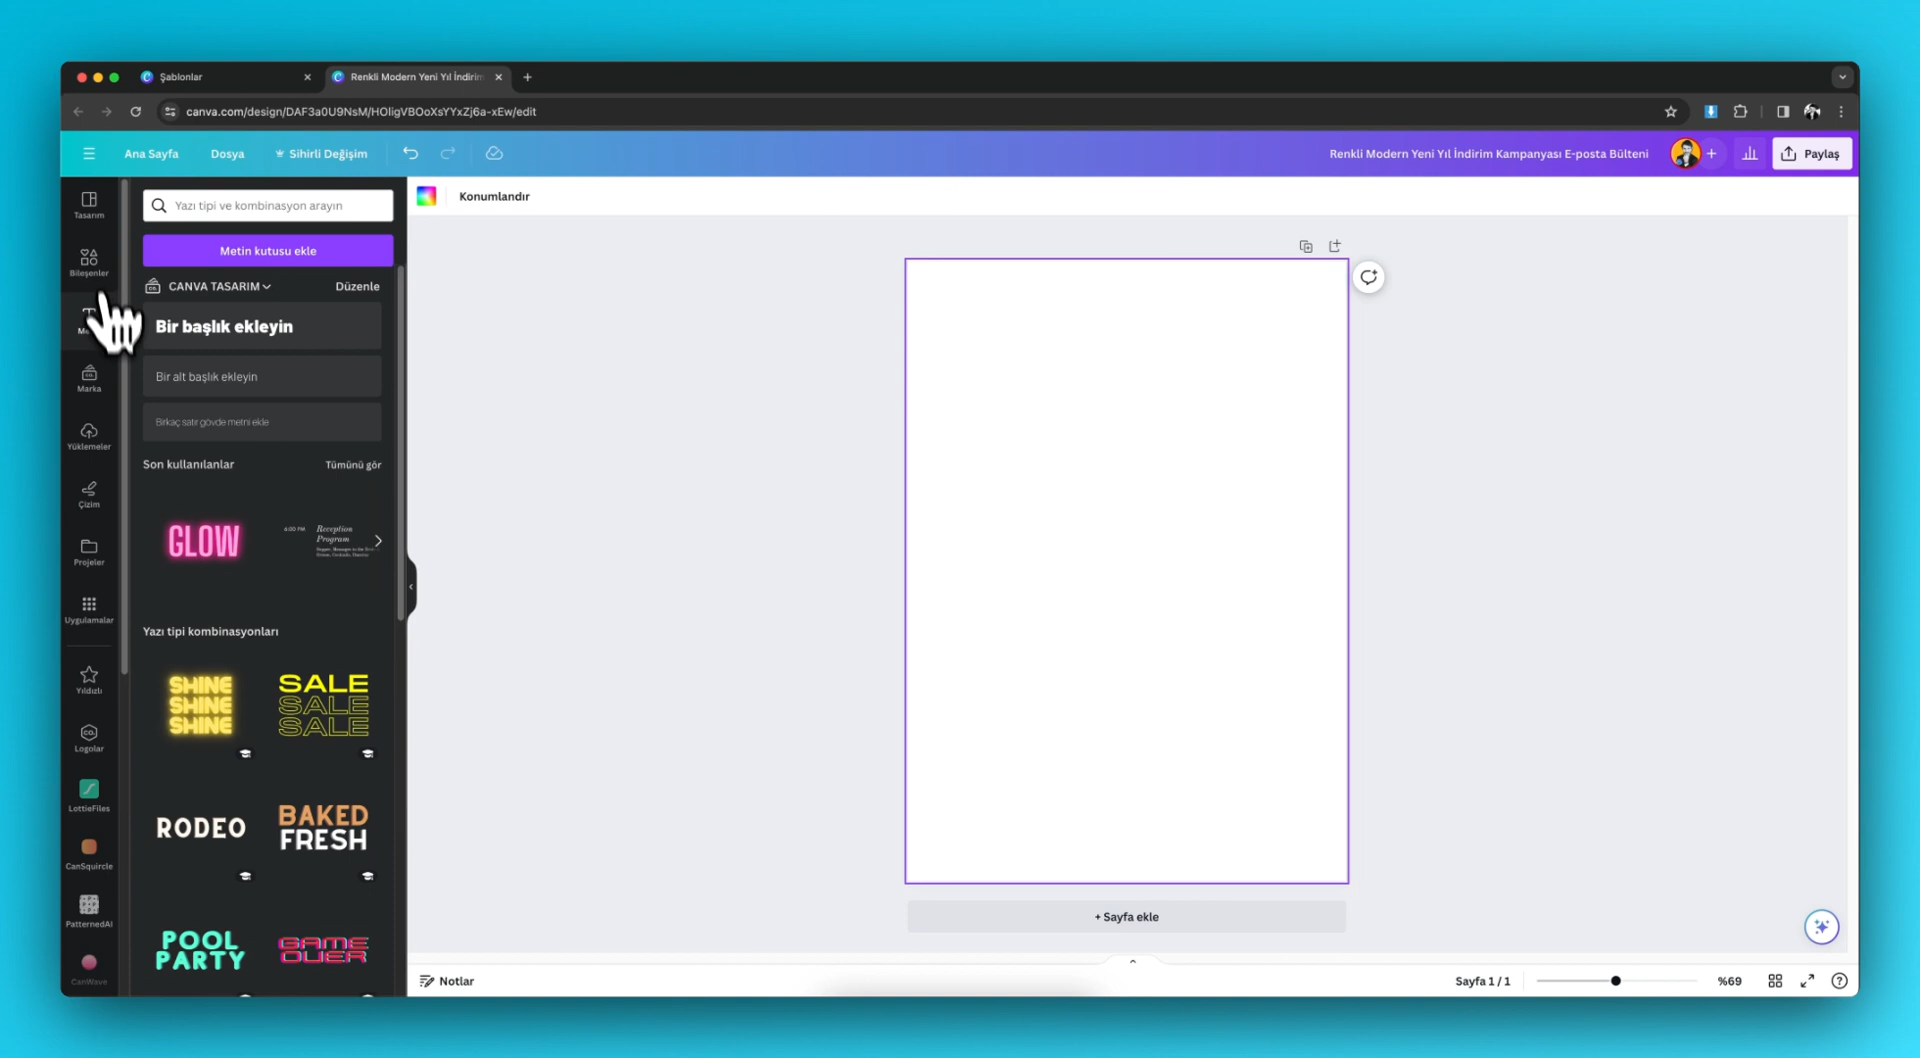 Şablonlar
Renkli Modern Yeni Yıl İndirim
canva.com/design/DAF3a0U9NsM/HOligVBOoXsYYxZj6a-xEw/edit
Ana Sayfa
Dosya
Sihirli Değişim
Renkli Modern Yeni Yıl İndirim Kampanyası E-posta Bülteni
Paylaş
Tasarım
Bileşenler
Marka
Yüklemeler
Çizim
Projeler
Uygulamalar
Yıldızlı
Logolar
LottieFiles
CanSquircle
PatternedAI
CanWave
Yazı tipi ve kombinasyon arayın
Metin kutusu ekle
CANVA TASARIM
Düzenle
Bir başlık ekleyin
Bir alt başlık ekleyin
Birkaç satır gövde metni ekle
Son kullanılanlar
Tümünü gör
GLOW
6:00 PM
Reception
Program
Yazı tipi kombinasyonları
SHINE
SHINE
SHINE
SALE
SALE
SALE
RODEO
BAKED
FRESH
POOL
PARTY
GAME
OVER
Konumlandır
+ Sayfa ekle
Notlar
Sayfa 1 / 1
%69